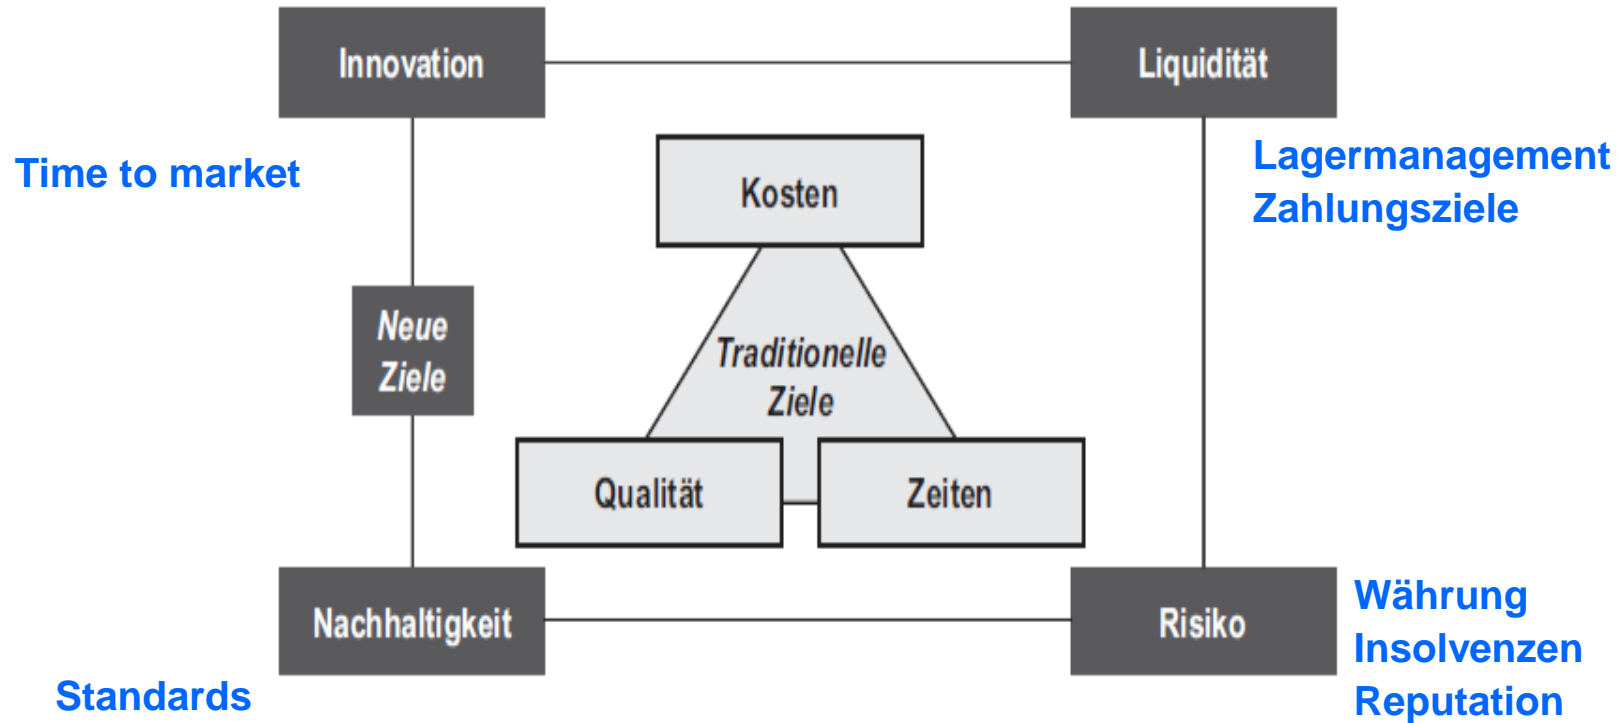 Innovation
Liquidität
Time to market
Kosten
Lagermanagement
Zahlungsziele
Neue
Ziele
Traditionelle
Ziele
Qualität
Zeiten
Nachhaltigkeit
Risiko
Währung
Insolvenzen
Reputation
Standards